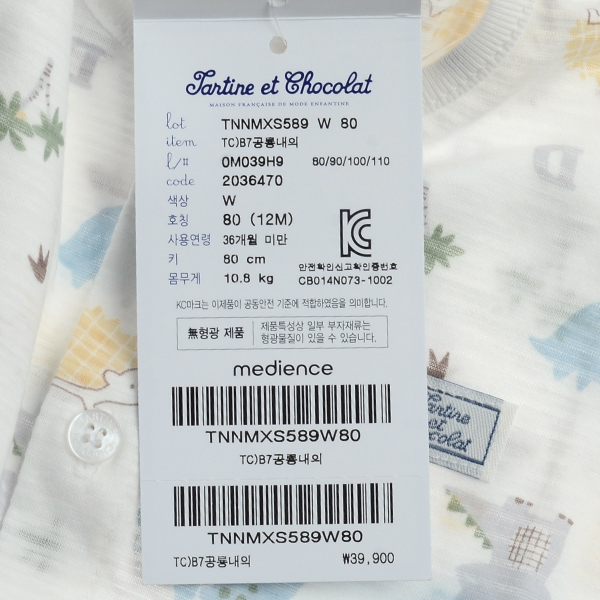 Tartine et Chocolat
MAISON FRANÇAISE DE MODE ENFANTINE
lot TNNMXS589 W 80
item TC)B7공룡내의
l/# 0M039H9 80/90/100/110
code 2036470
색상 W
호칭 80 (12M)
사용연령 36개월 미만
키 80 cm
몸무게 10.8 kg
안전확인신고확인증번호
CB014N073-1002
KC마크는 이제품이 공동안전 기준에 적합하였음을 의미합니다.
無형광 제품
제품특성상 일부 부자재류는
형광물질이 있을 수 있습니다.
medience
TNNMXS589W80
TC)B7공룡내의
TNNMXS589W80
TC)B7공룡내의 ₩39,900
Tartine
et
Chocolat